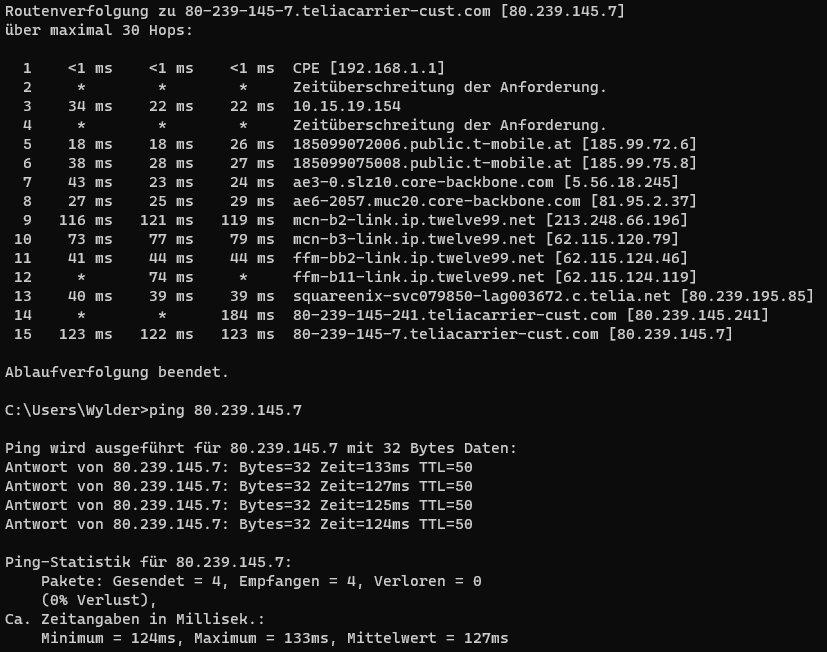 Routenverfolgung zu 80-239-145-7.teliacarrier-cust.com [80.239.145.7]
über maximal 30 Hops:
1 <1 ms <1 ms <1 ms CPE [192.168.1.1]
2 * * * Zeitüberschreitung der Anforderung.
3 34 ms 22 ms 22 ms 10.15.19.154
4 * * * Zeitüberschreitung der Anforderung.
5 18 ms 18 ms 26 ms 185099072006.public.t-mobile.at [185.99.72.6]
6 38 ms 28 ms 27 ms 185099075008.public.t-mobile.at [185.99.75.8]
7 43 ms 23 ms 24 ms ae3-0.slz10.core-backbone.com [5.56.18.245]
8 27 ms 25 ms 29 ms ae6-2057.muc20.core-backbone.com [81.95.2.37]
9 116 ms 121 ms 119 ms mcn-b2-link.ip.twelve99.net [213.248.66.196]
10 73 ms 77 ms 79 ms mcn-b3-link.ip.twelve99.net [62.115.120.79]
11 41 ms 44 ms 44 ms ffm-bb2-link.ip.twelve99.net [62.115.124.46]
12 * 74 ms * ffm-b11-link.ip.twelve99.net [62.115.124.119]
13 40 ms 39 ms 39 ms squareenix-svc079850-lag003672.c.telia.net [80.239.195.85]
14 * * 184 ms 80-239-145-241.teliacarrier-cust.com [80.239.145.241]
15 123 ms 122 ms 123 ms 80-239-145-7.teliacarrier-cust.com [80.239.145.7]
Ablaufverfolgung beendet.
C:\Users\Wylder>ping 80.239.145.7
Ping wird ausgeführt für 80.239.145.7 mit 32 Bytes Daten:
Antwort von 80.239.145.7: Bytes=32 Zeit=133ms TTL=50
Antwort von 80.239.145.7: Bytes=32 Zeit=127ms TTL=50
Antwort von 80.239.145.7: Bytes=32 Zeit=125ms TTL=50
Antwort von 80.239.145.7: Bytes=32 Zeit=124ms TTL=50
Ping-Statistik für 80.239.145.7:
Pakete: Gesendet = 4, Empfangen = 4, Verloren = 0
(0% Verlust),
Ca. Zeitangaben in Millisek.:
Minimum = 124ms, Maximum = 133ms, Mittelwert = 127ms